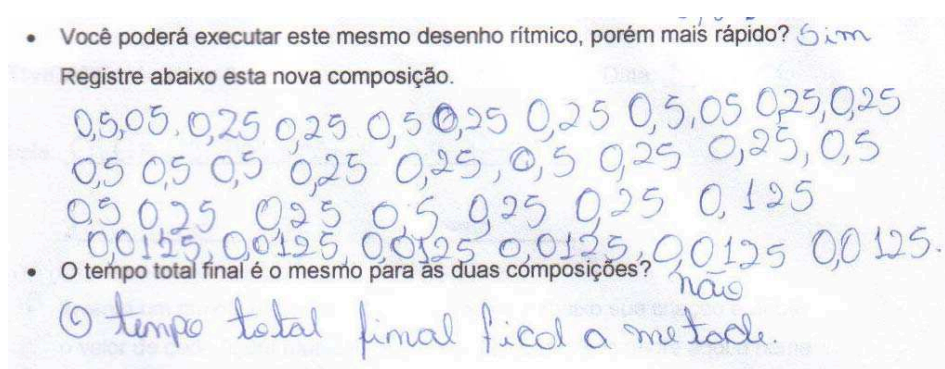 • Você poderá executar este mesmo desenho rítmico, porém mais rápido? Sim
Registre abaixo esta nova composição.
0,5,05. 0,25 0,25 0,5 0,25 0,25 0,5,05 0,25,0,25
0,5 0,5 0,5 0,25 0,25, 0,5 0,25 0,25, 0,5
0,5 0,25 0,25 0,5 0,25 0,25 0,125
0,0125, 0,0125, 0,0125 0,0125, 0,0125 0,0125.
• O tempo total final é o mesmo para as duas composições?
não
O tempo total final ficol a metade.